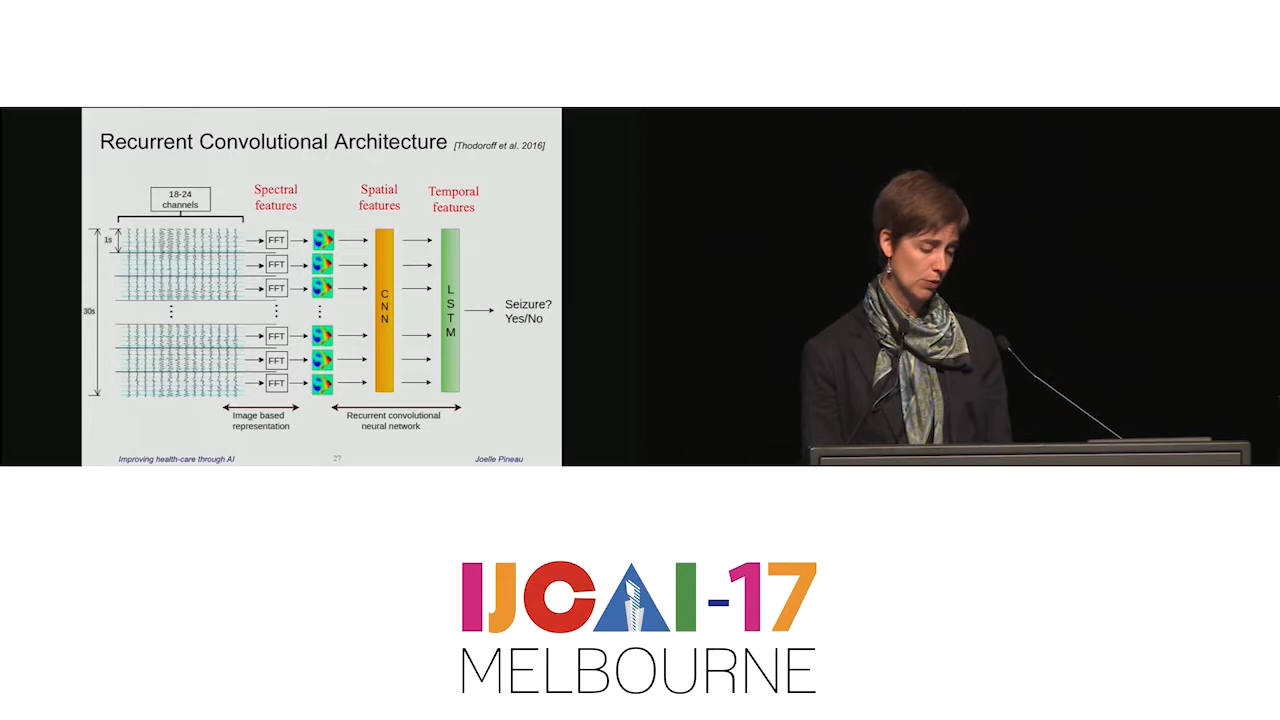 Recurrent Convolutional Architecture [Thodoroff et al. 2016]
18-24
channels
Spectral
features
Spatial
features
Temporal
features
1s
30s
FFT
FFT
FFT
FFT
FFT
FFT
CNN
LSTM
Seizure?
Yes/No
Image based
representation
Recurrent convolutional
neural network
Improving health-care through AI
27
Joelle Pineau
IJCAI-17
MELBOURNE